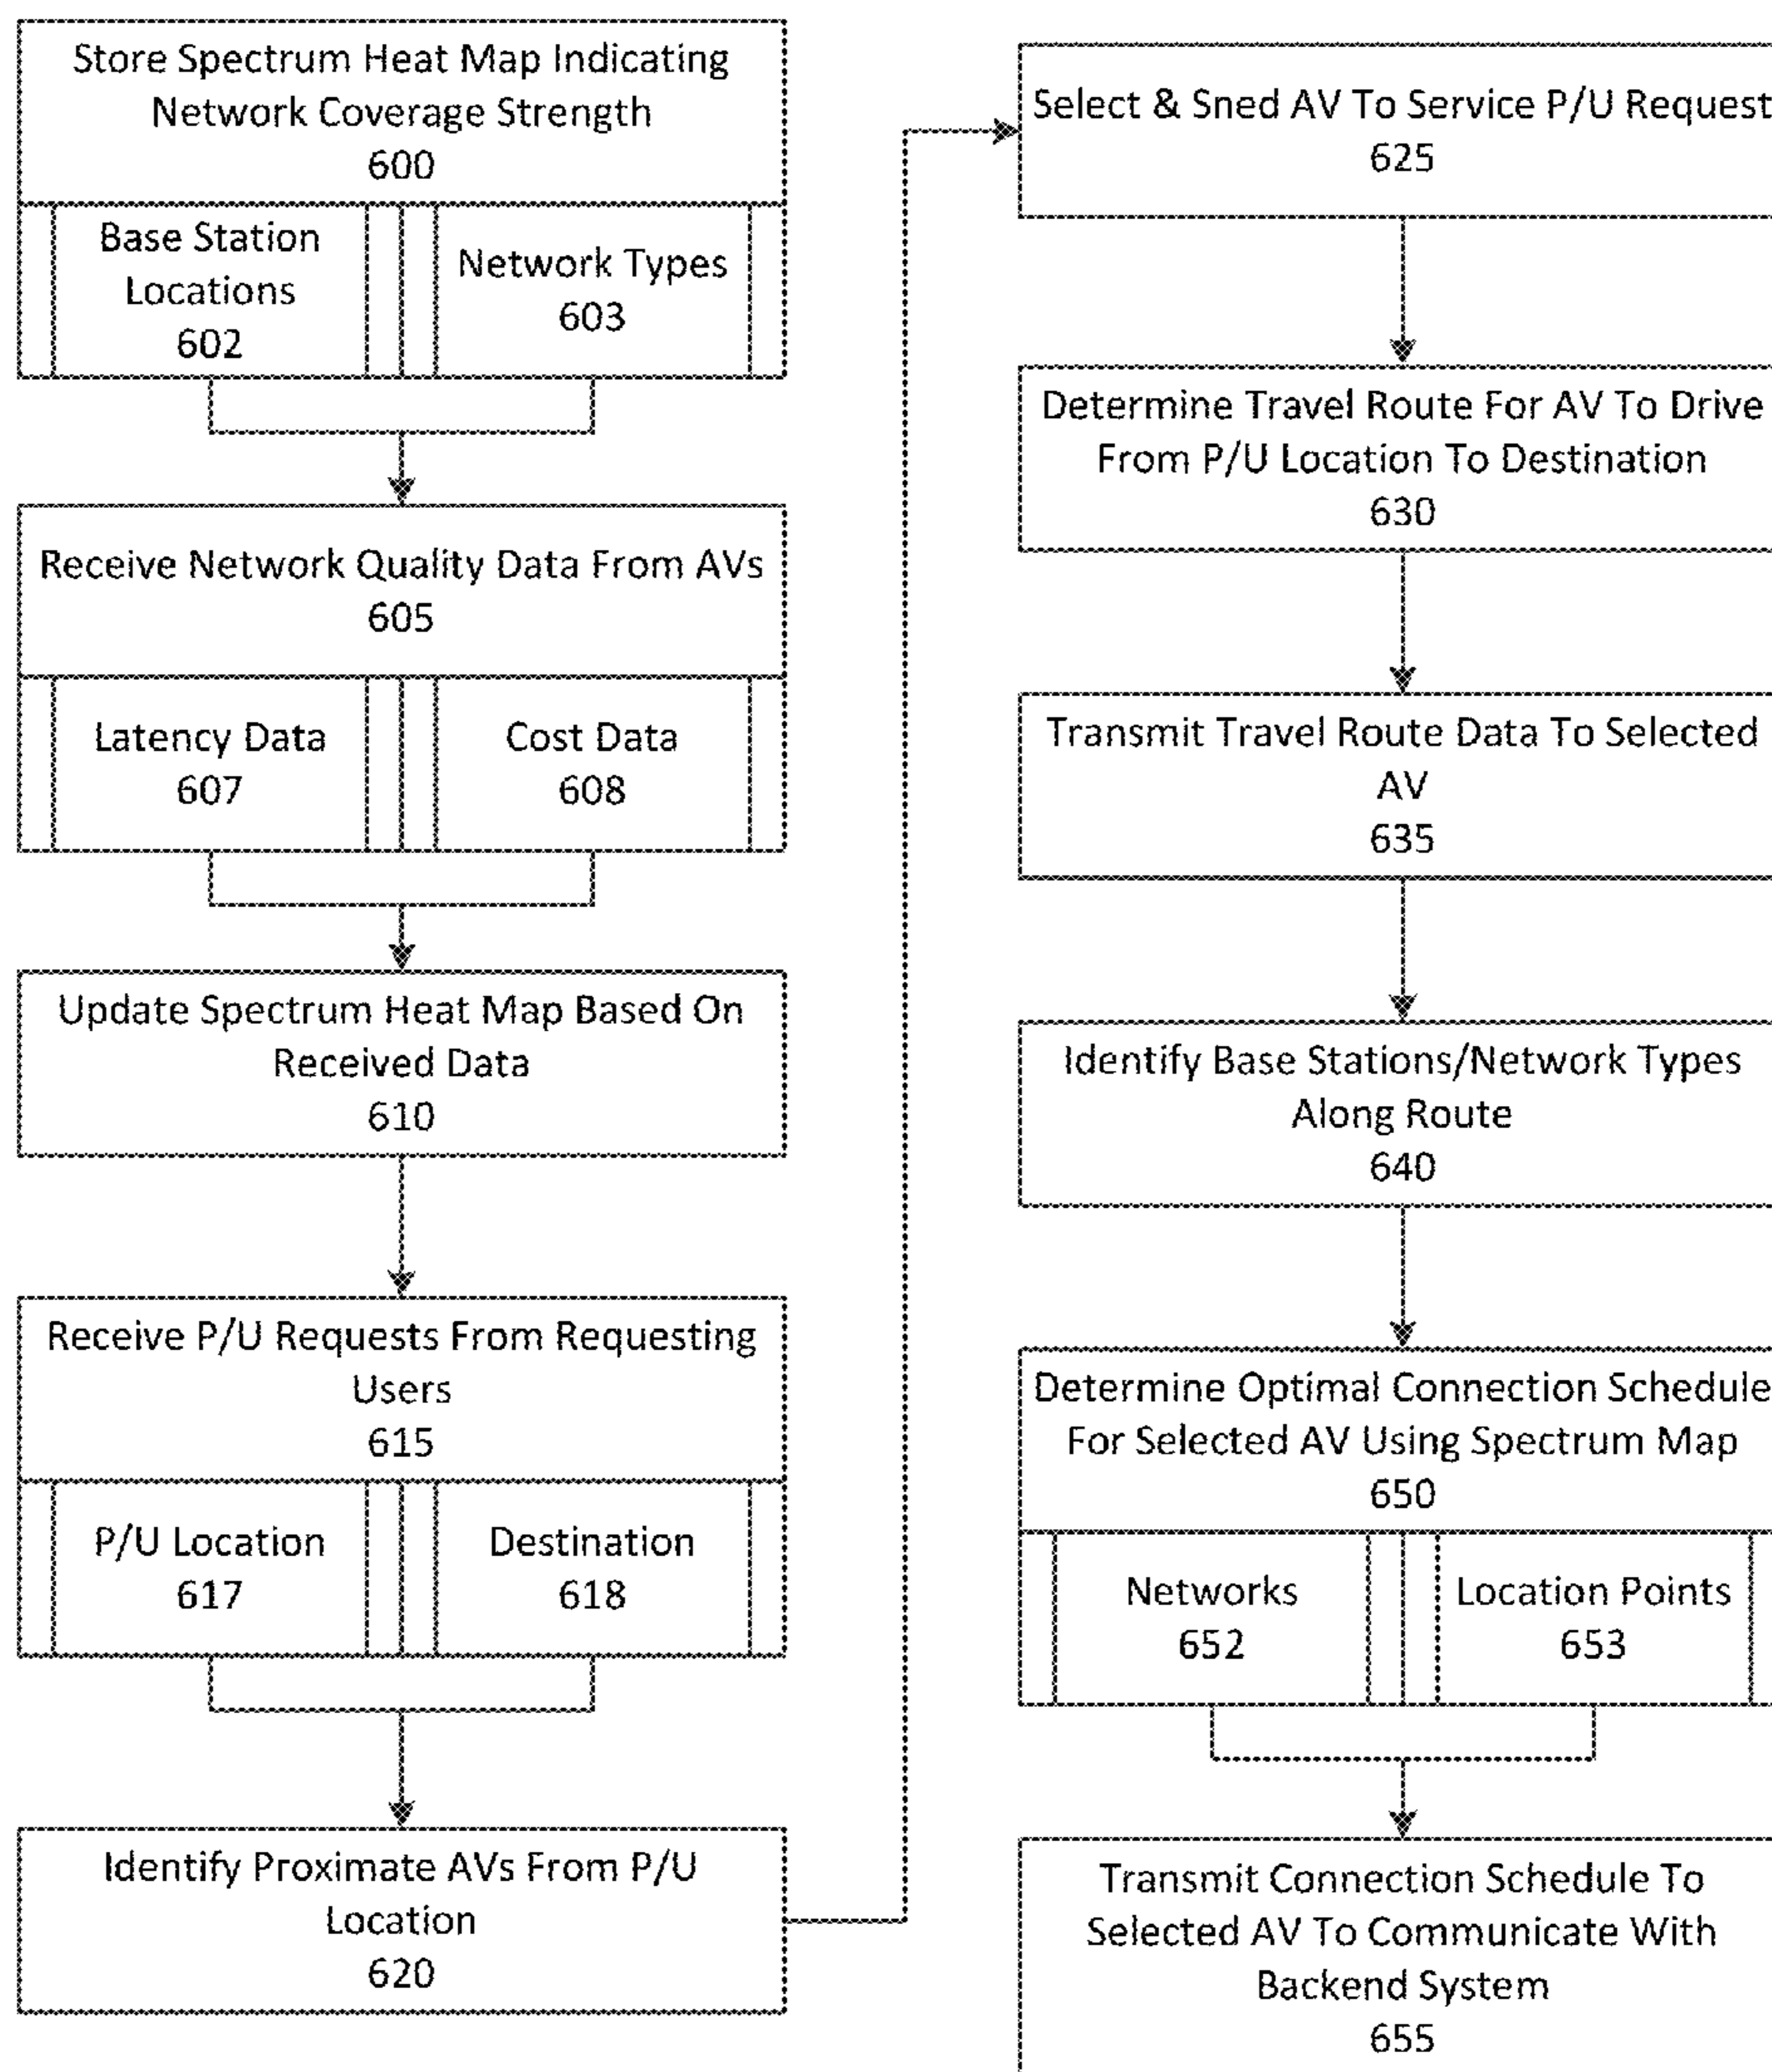 Store Spectrum Heat Map Indicating
Network Coverage Strength
600
Base Station
Locations
602
Network Types
603
Receive Network Quality Data From AVs
605
Latency Data
607
Cost Data
608
Update Spectrum Heat Map Based On
Received Data
610
Receive P/U Requests From Requesting
Users
615
P/U Location
617
Destination
618
Identify Proximate AVs From P/U
Location
620
Select & Sned AV To Service P/U Request
625
Determine Travel Route For AV To Drive
From P/U Location To Destination
630
Transmit Travel Route Data To Selected
AV
635
Identify Base Stations/Network Types
Along Route
640
Determine Optimal Connection Schedule
For Selected AV Using Spectrum Map
650
Networks
652
Location Points
653
Transmit Connection Schedule To
Selected AV To Communicate With
Backend System
655